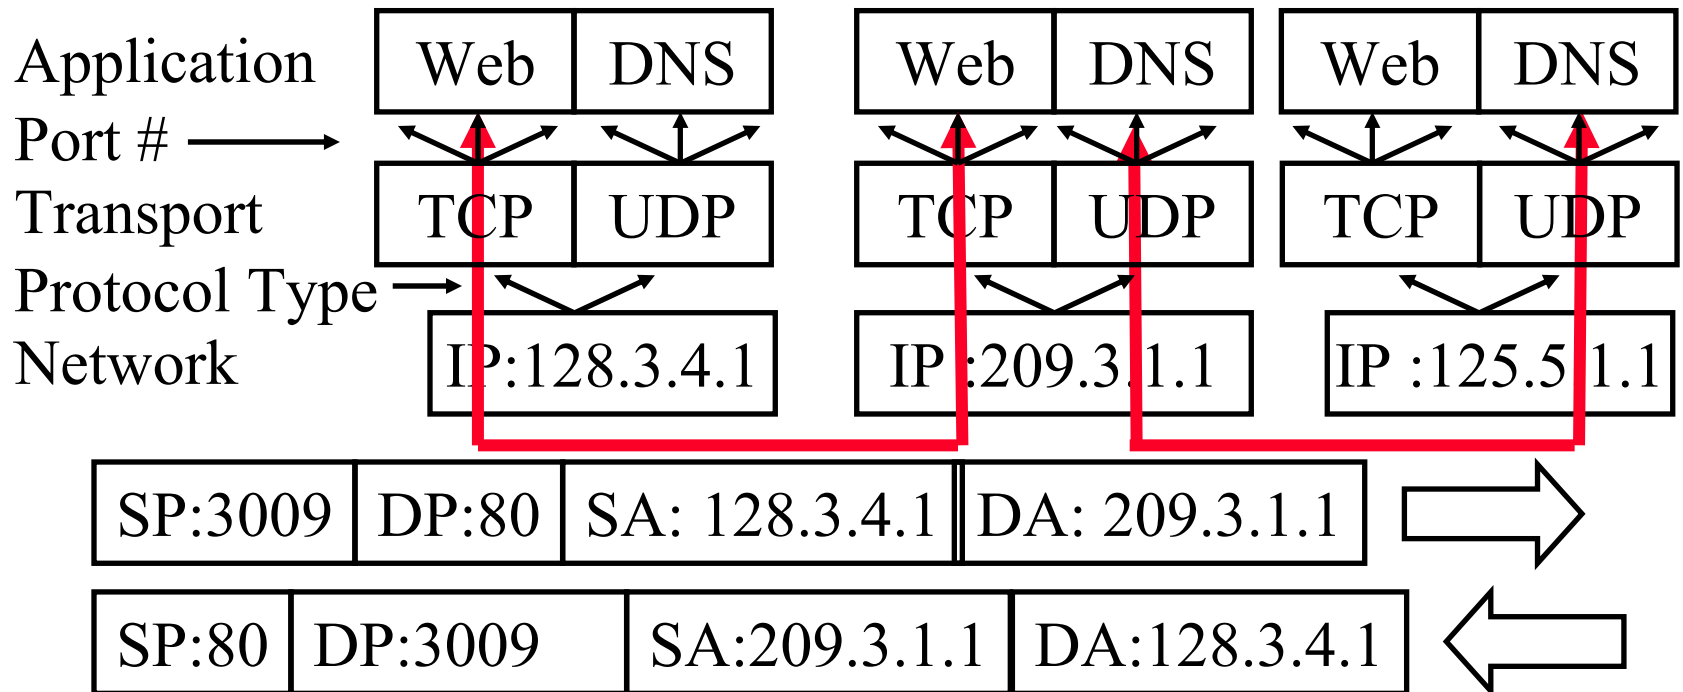 Application Web DNS Web DNS Web DNS
Port #
Transport TCP UDP TCP UDP TCP UDP
Protocol Type
Network IP:128.3.4.1 IP :209.3.1.1 IP :125.5.1.1
SP:3009 DP:80 SA: 128.3.4.1 DA: 209.3.1.1
SP:80 DP:3009 SA:209.3.1.1 DA:128.3.4.1